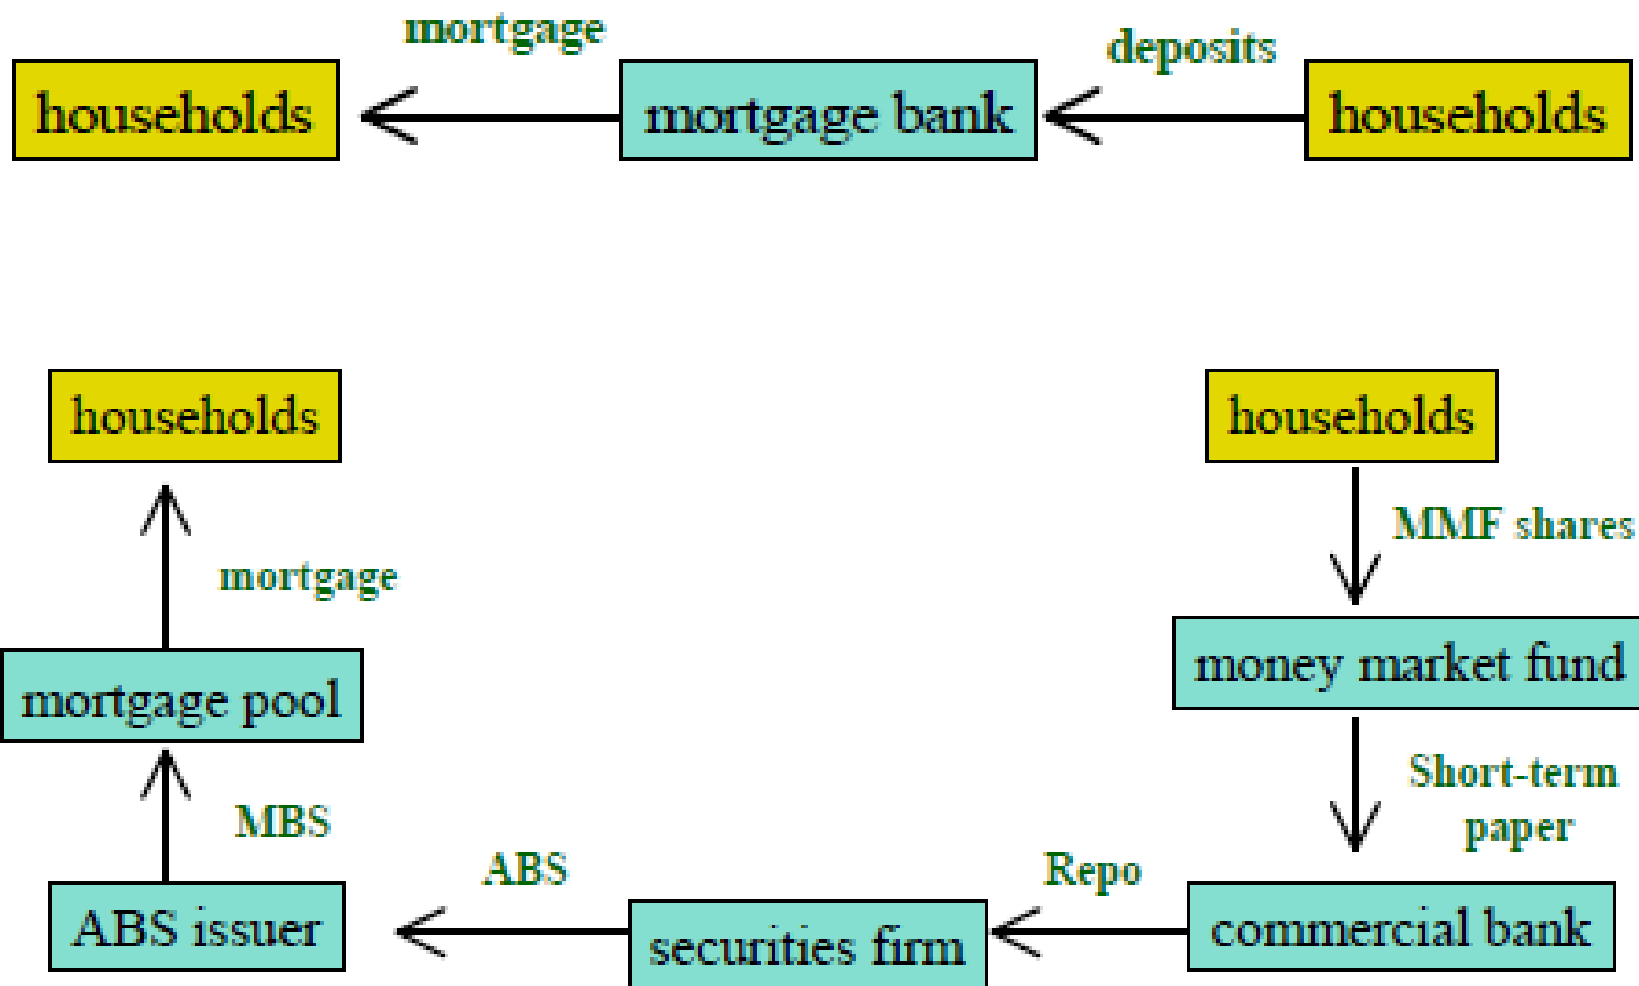 mortgage
deposits
households
mortgage bank
households
households
households
MMF shares
mortgage
money market fund
mortgage pool
Short-term
paper
MBS
ABS
Repo
ABS issuer
securities firm
commercial bank